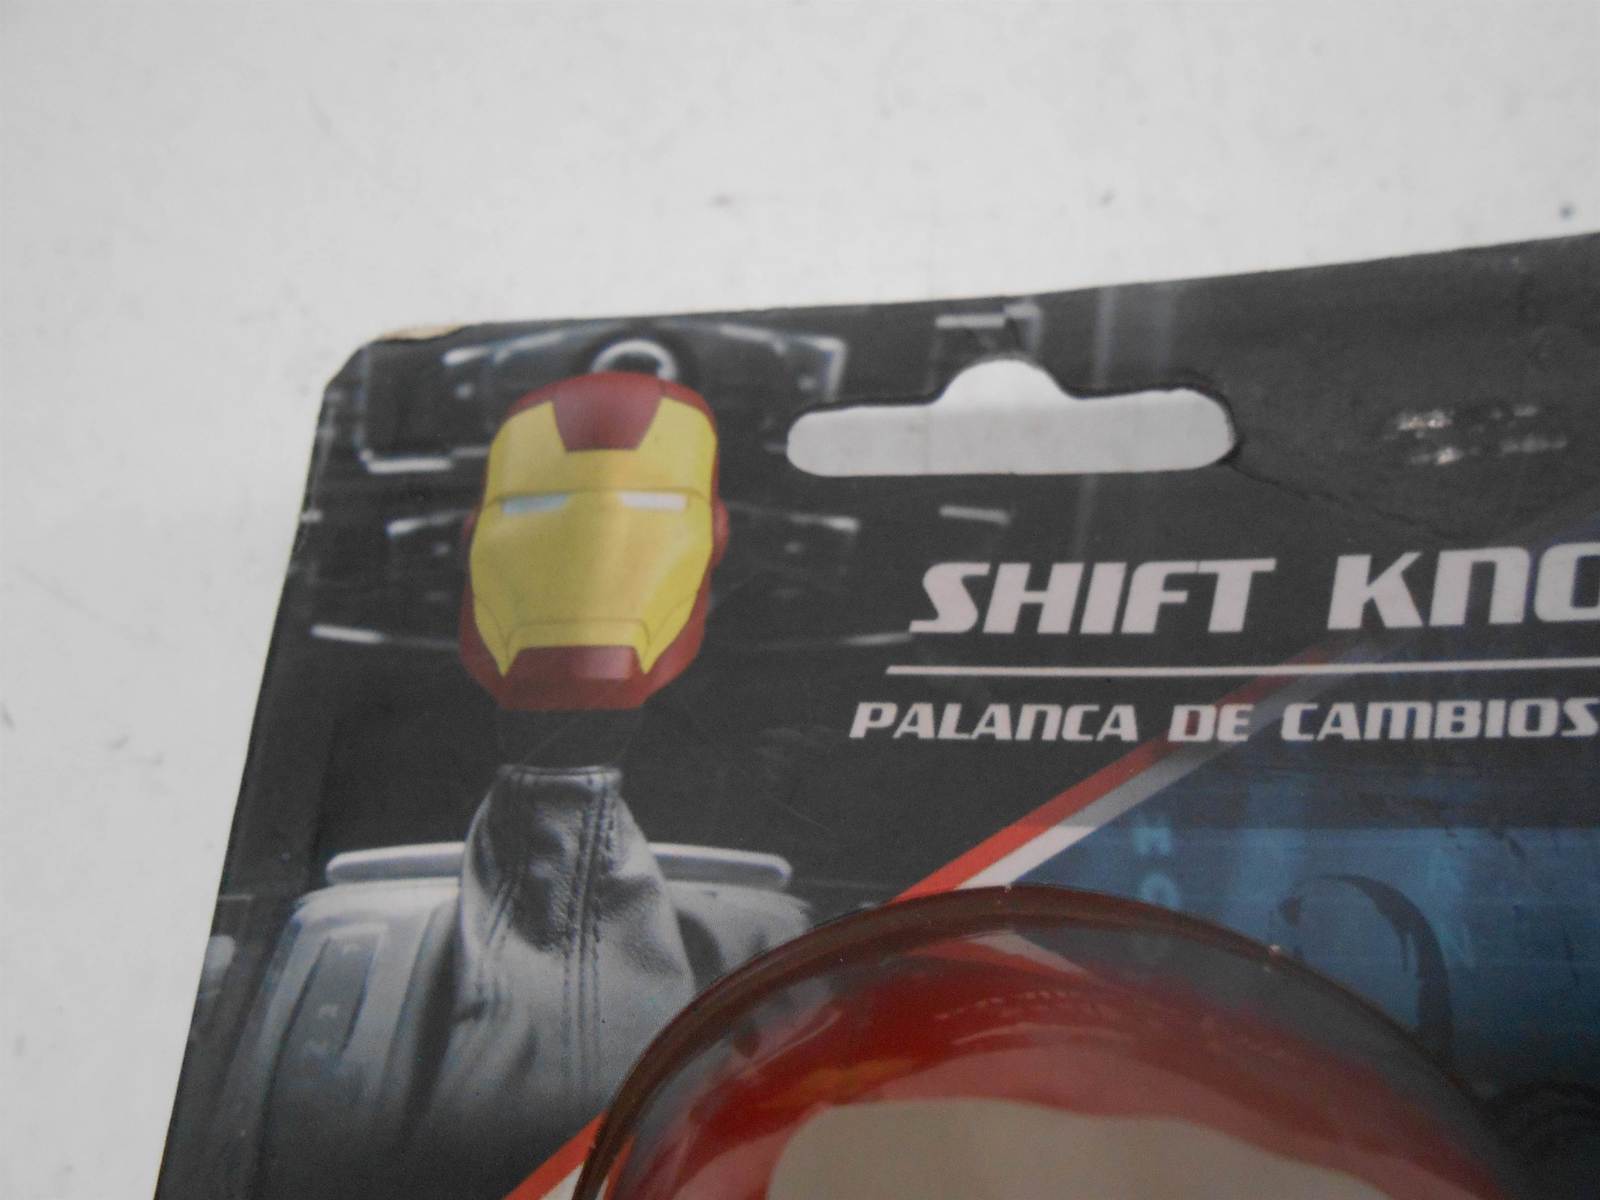 SHIFT KNO
PALANCA DE CAMBIOS